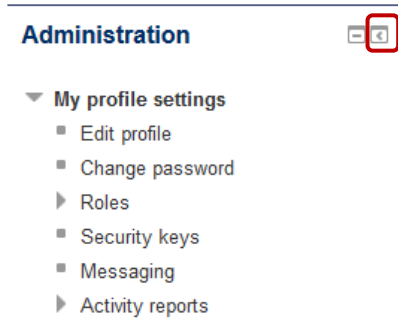 Administration
My profile settings
Edit profile
Change password
Roles
Security keys
Messaging
Activity reports